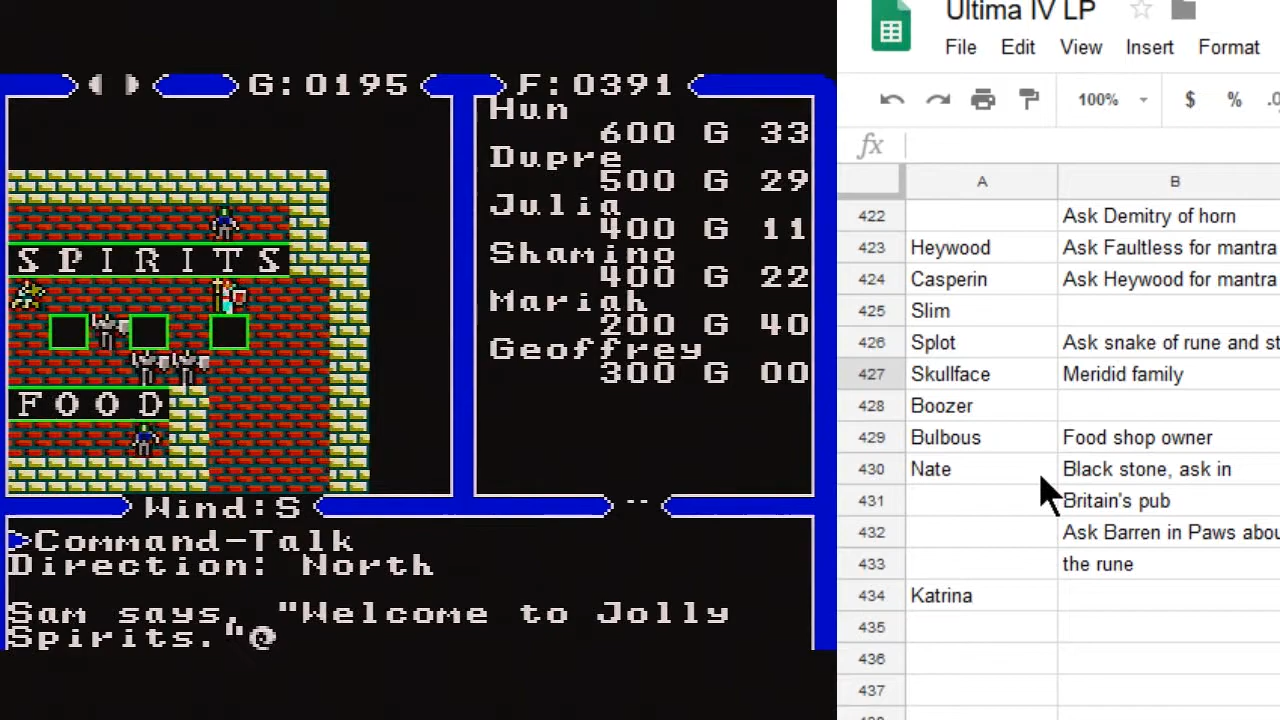 G:0195
F:0391
Hun
600 G 33
Dupre
500 G 29
Julia
400 G 11
Shamino
400 G 22
Mariah
200 G 40
Geoffrey
300 G 00
SPIRITS
FOOD
Wind:S
--
>Command-Talk
Direction: North
Sam says, "Welcome to Jolly
Spirits."@
Ultima IV LP
File Edit View Insert Format
100% $ % .0
fx
A B
422 Ask Demitry of horn
423 Heywood Ask Faultless for mantra
424 Casperin Ask Heywood for mantra
425 Slim
426 Splot Ask snake of rune and st
427 Skullface Meridid family
428 Boozer
429 Bulbous Food shop owner
430 Nate Black stone, ask in
431 Britain's pub
432 Ask Barren in Paws abou
433 the rune
434 Katrina
435
436
437